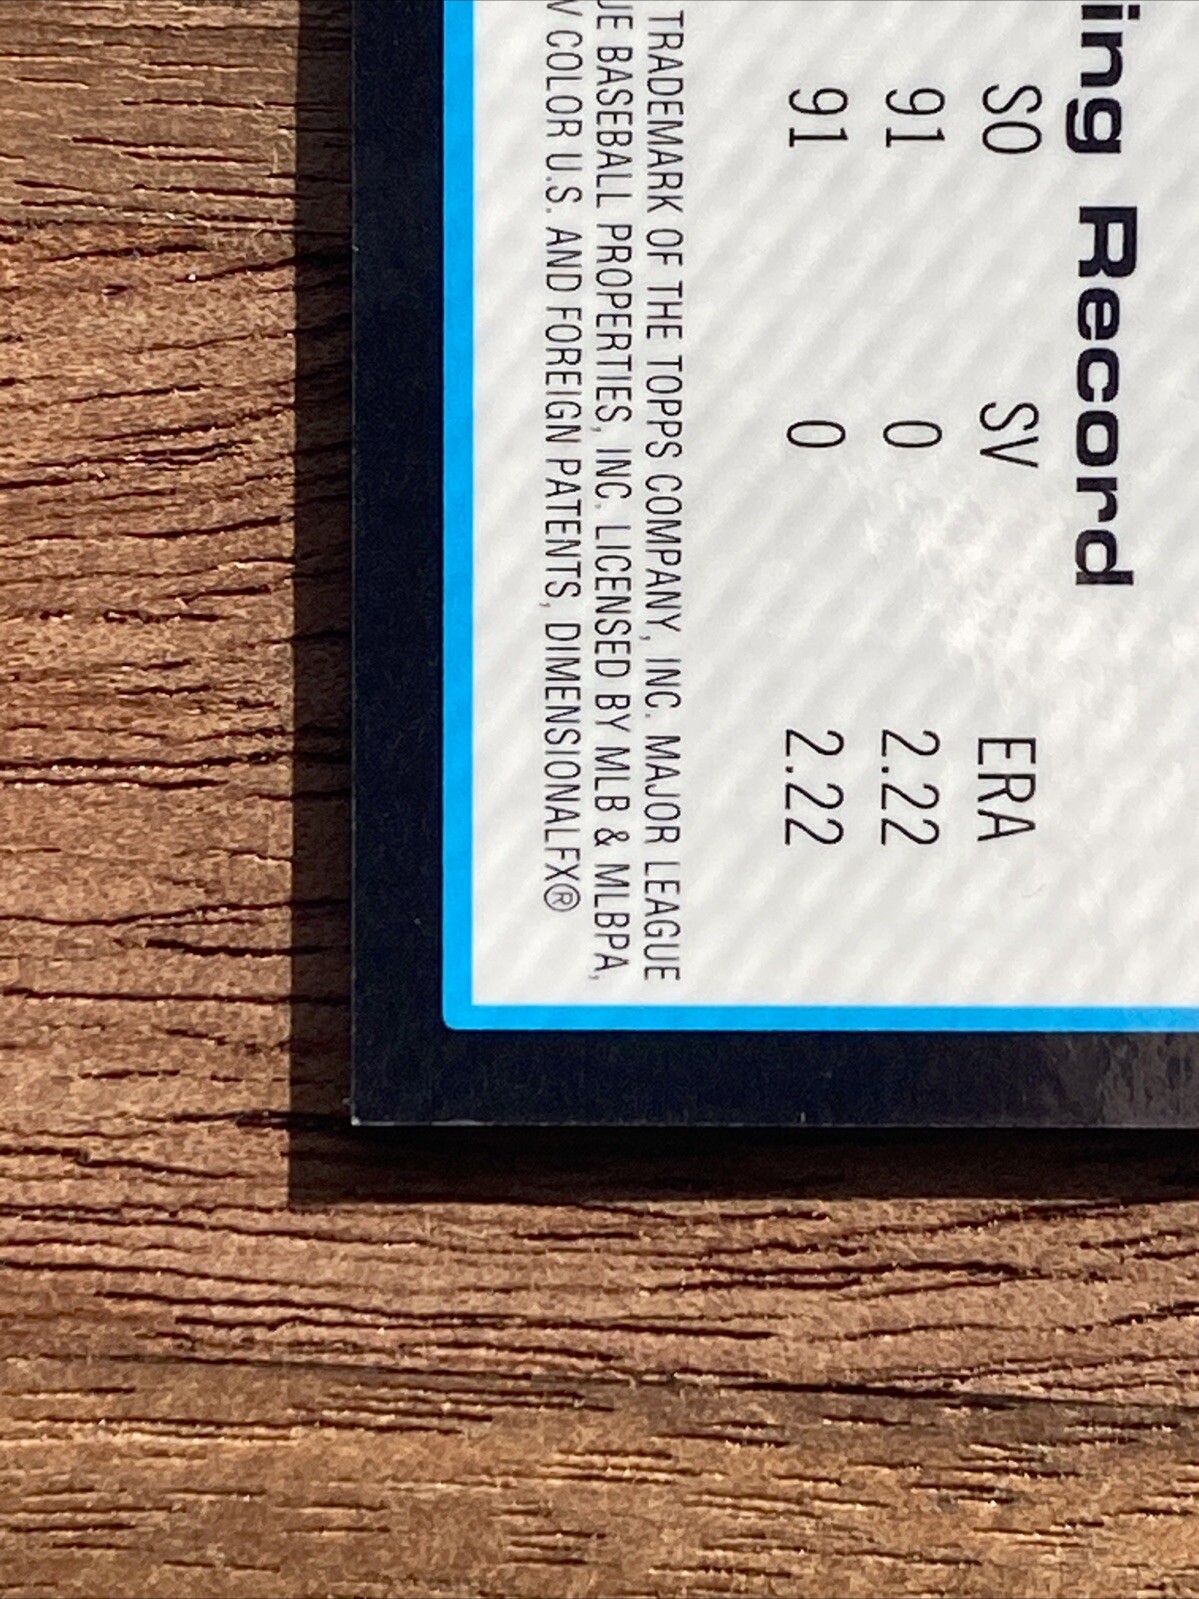 ing Record
SO SV ERA
91 0 2.22
91 0 2.22
TRADEMARK OF THE TOPPS COMPANY, INC. MAJOR LEAGUE
UE BASEBALL PROPERTIES, INC. LICENSED BY MLB & MLBPA,
COLOR U.S. AND FOREIGN PATENTS, DIMENSIONALFX®